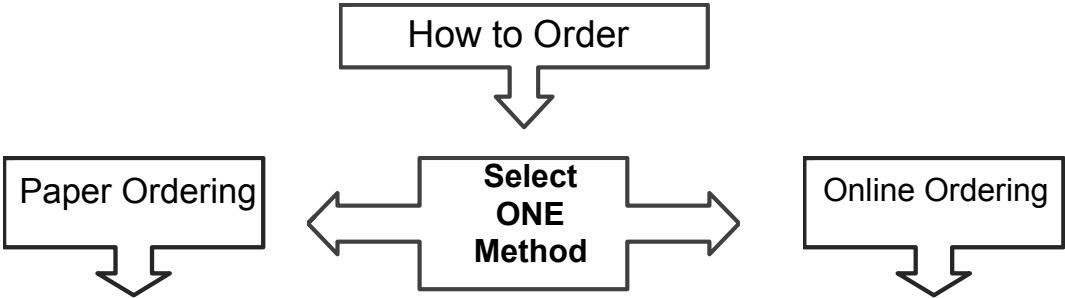 How to Order
Paper Ordering
Select
ONE
Method
Online Ordering